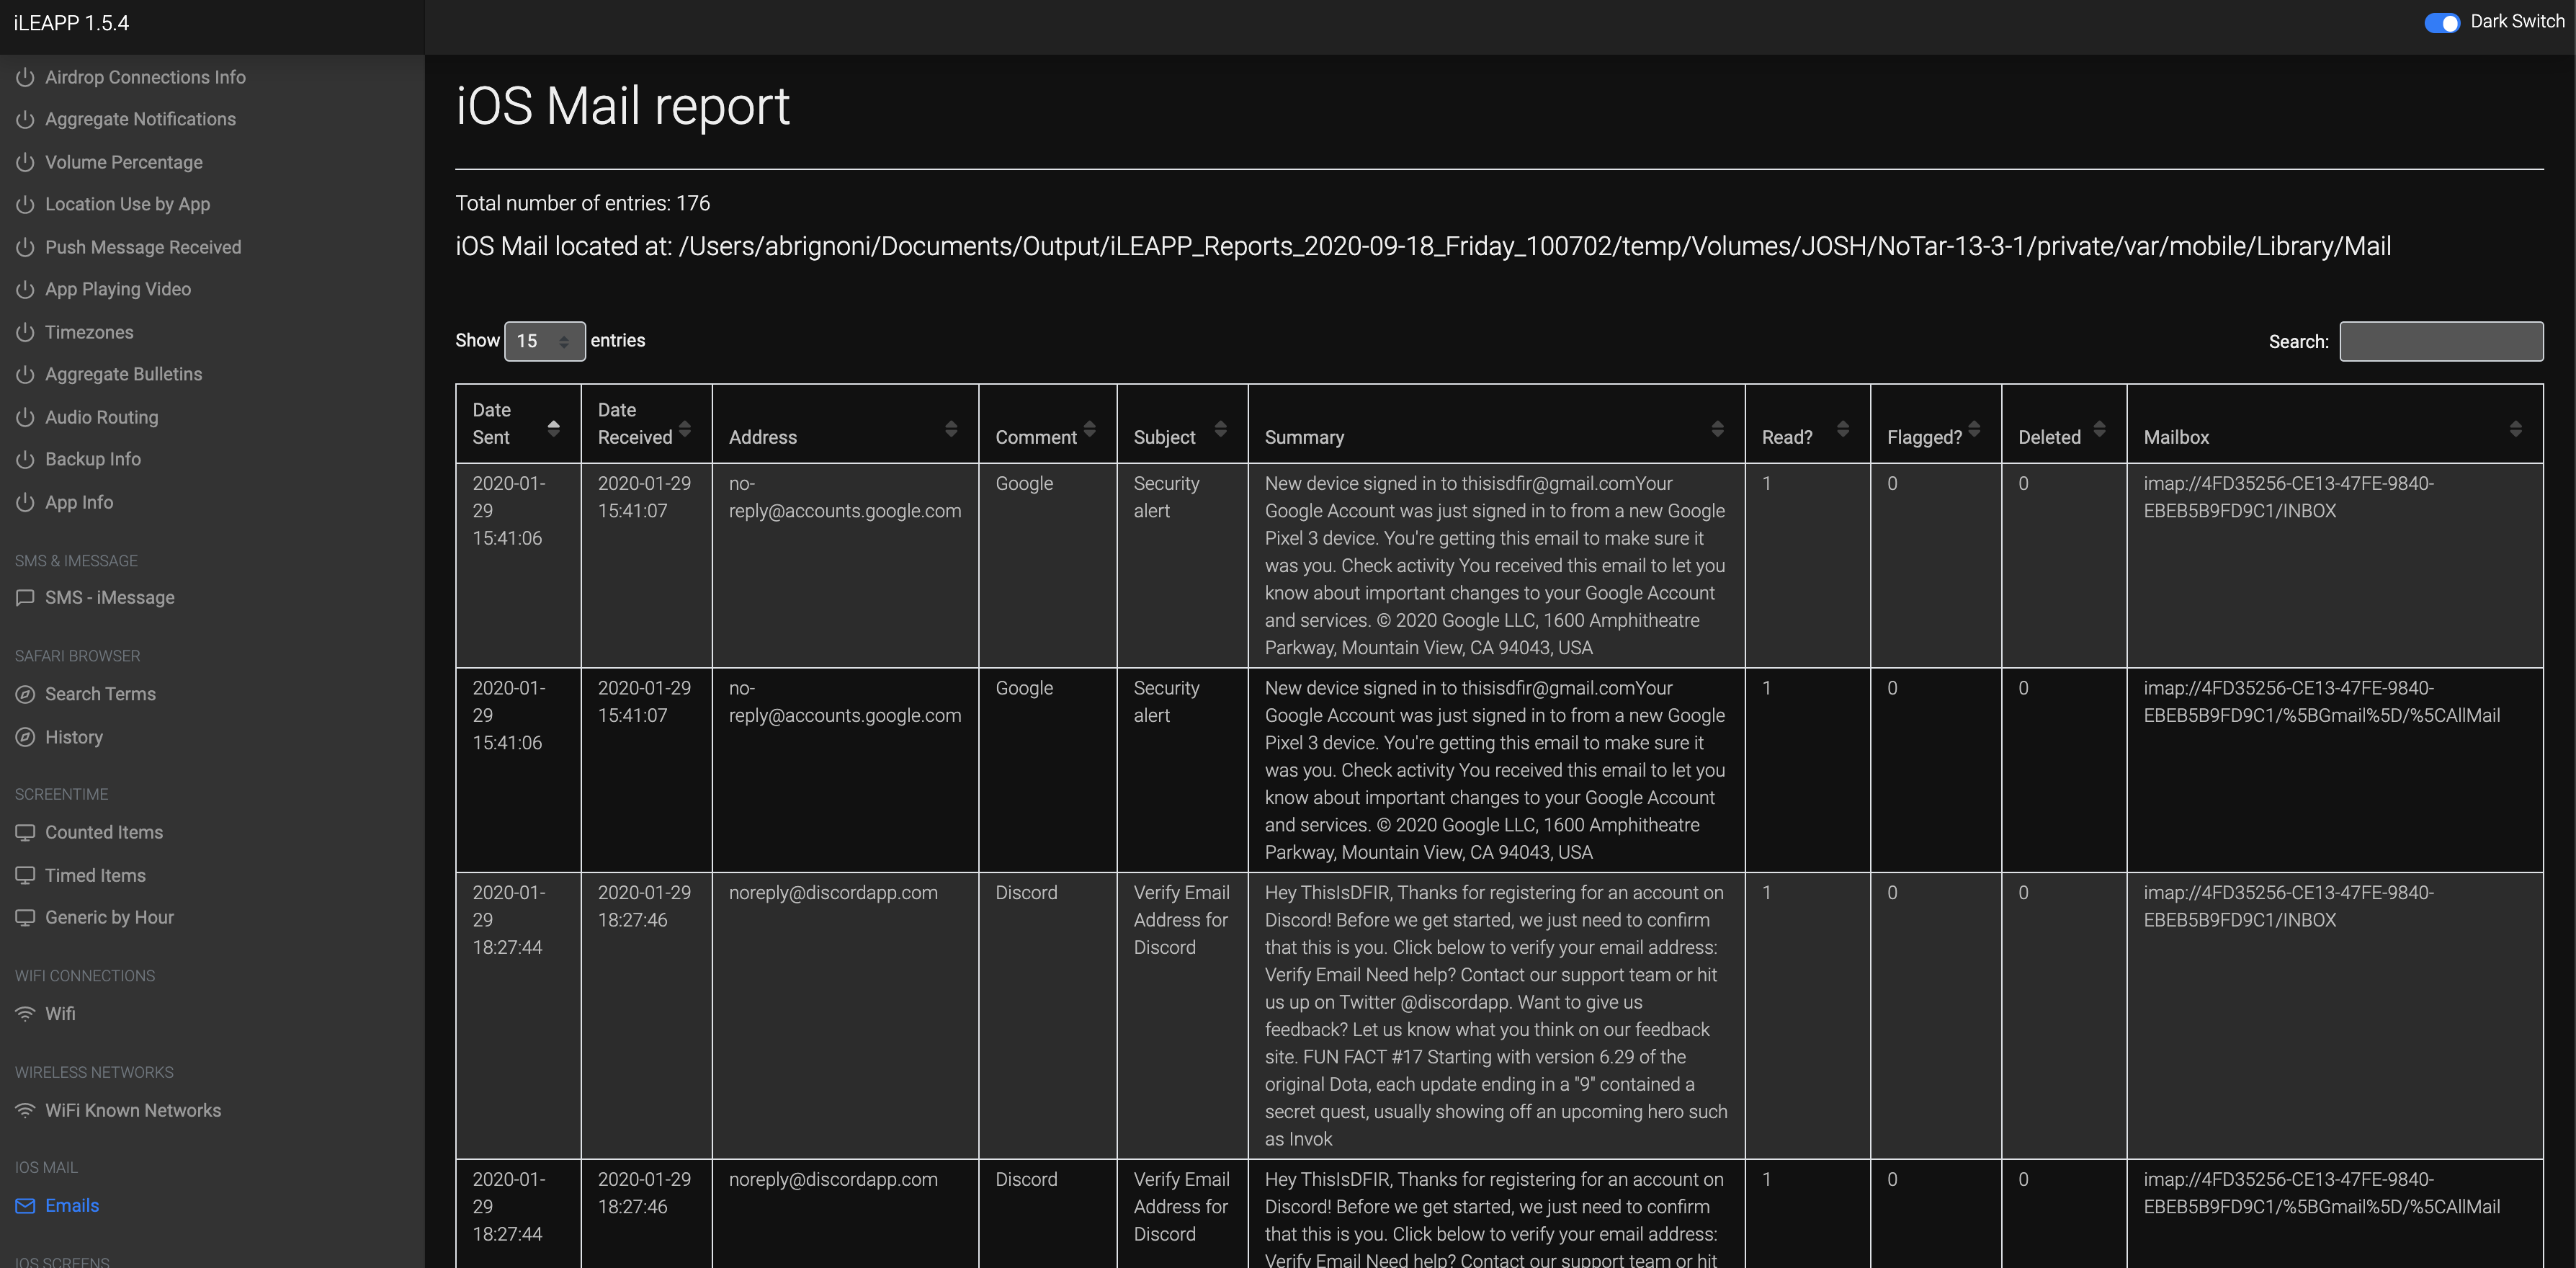 iLEAPP 1.5.4
Dark Switch
Airdrop Connections Info
Aggregate Notifications
Volume Percentage
Location Use by App
Push Message Received
App Playing Video
Timezones
Aggregate Bulletins
Audio Routing
Backup Info
App Info
SMS & IMESSAGE
SMS - iMessage
SAFARI BROWSER
Search Terms
History
SCREENTIME
Counted Items
Timed Items
Generic by Hour
WIFI CONNECTIONS
Wifi
WIRELESS NETWORKS
WiFi Known Networks
IOS MAIL
Emails
IOS SCREENS
iOS Mail report
Total number of entries: 176
iOS Mail located at: /Users/abrignoni/Documents/Output/iLEAPP_Reports_2020-09-18_Friday_100702/temp/Volumes/JOSH/NoTar-13-3-1/private/var/mobile/Library/Mail
Show 15 entries
Search:
Date
Sent
Date
Received
Address
Comment
Subject
Summary
Read?
Flagged?
Deleted
Mailbox
2020-01-
29
15:41:06
2020-01-29
15:41:07
no-
reply@accounts.google.com
Google
Security
alert
New device signed in to thisisdfir@gmail.comYour
Google Account was just signed in to from a new Google
Pixel 3 device. You're getting this email to make sure it
was you. Check activity You received this email to let you
know about important changes to your Google Account
and services. © 2020 Google LLC, 1600 Amphitheatre
Parkway, Mountain View, CA 94043, USA
1
0
0
imap://4FD35256-CE13-47FE-9840-
EBEB5B9FD9C1/INBOX
2020-01-
29
15:41:06
2020-01-29
15:41:07
no-
reply@accounts.google.com
Google
Security
alert
New device signed in to thisisdfir@gmail.comYour
Google Account was just signed in to from a new Google
Pixel 3 device. You're getting this email to make sure it
was you. Check activity You received this email to let you
know about important changes to your Google Account
and services. © 2020 Google LLC, 1600 Amphitheatre
Parkway, Mountain View, CA 94043, USA
1
0
0
imap://4FD35256-CE13-47FE-9840-
EBEB5B9FD9C1/%5BGmail%5D/%5CAllMail
2020-01-
29
18:27:44
2020-01-29
18:27:46
noreply@discordapp.com
Discord
Verify Email
Address for
Discord
Hey ThisIsDFIR, Thanks for registering for an account on
Discord! Before we get started, we just need to confirm
that this is you. Click below to verify your email address:
Verify Email Need help? Contact our support team or hit
us up on Twitter @discordapp. Want to give us
feedback? Let us know what you think on our feedback
site. FUN FACT #17 Starting with version 6.29 of the
original Dota, each update ending in a "9" contained a
secret quest, usually showing off an upcoming hero such
as Invok
1
0
0
imap://4FD35256-CE13-47FE-9840-
EBEB5B9FD9C1/INBOX
2020-01-
29
18:27:44
2020-01-29
18:27:46
noreply@discordapp.com
Discord
Verify Email
Address for
Discord
Hey ThisIsDFIR, Thanks for registering for an account on
Discord! Before we get started, we just need to confirm
that this is you. Click below to verify your email address:
Verify Email Need help? Contact our support team or hit
1
0
0
imap://4FD35256-CE13-47FE-9840-
EBEB5B9FD9C1/%5BGmail%5D/%5CAllMail